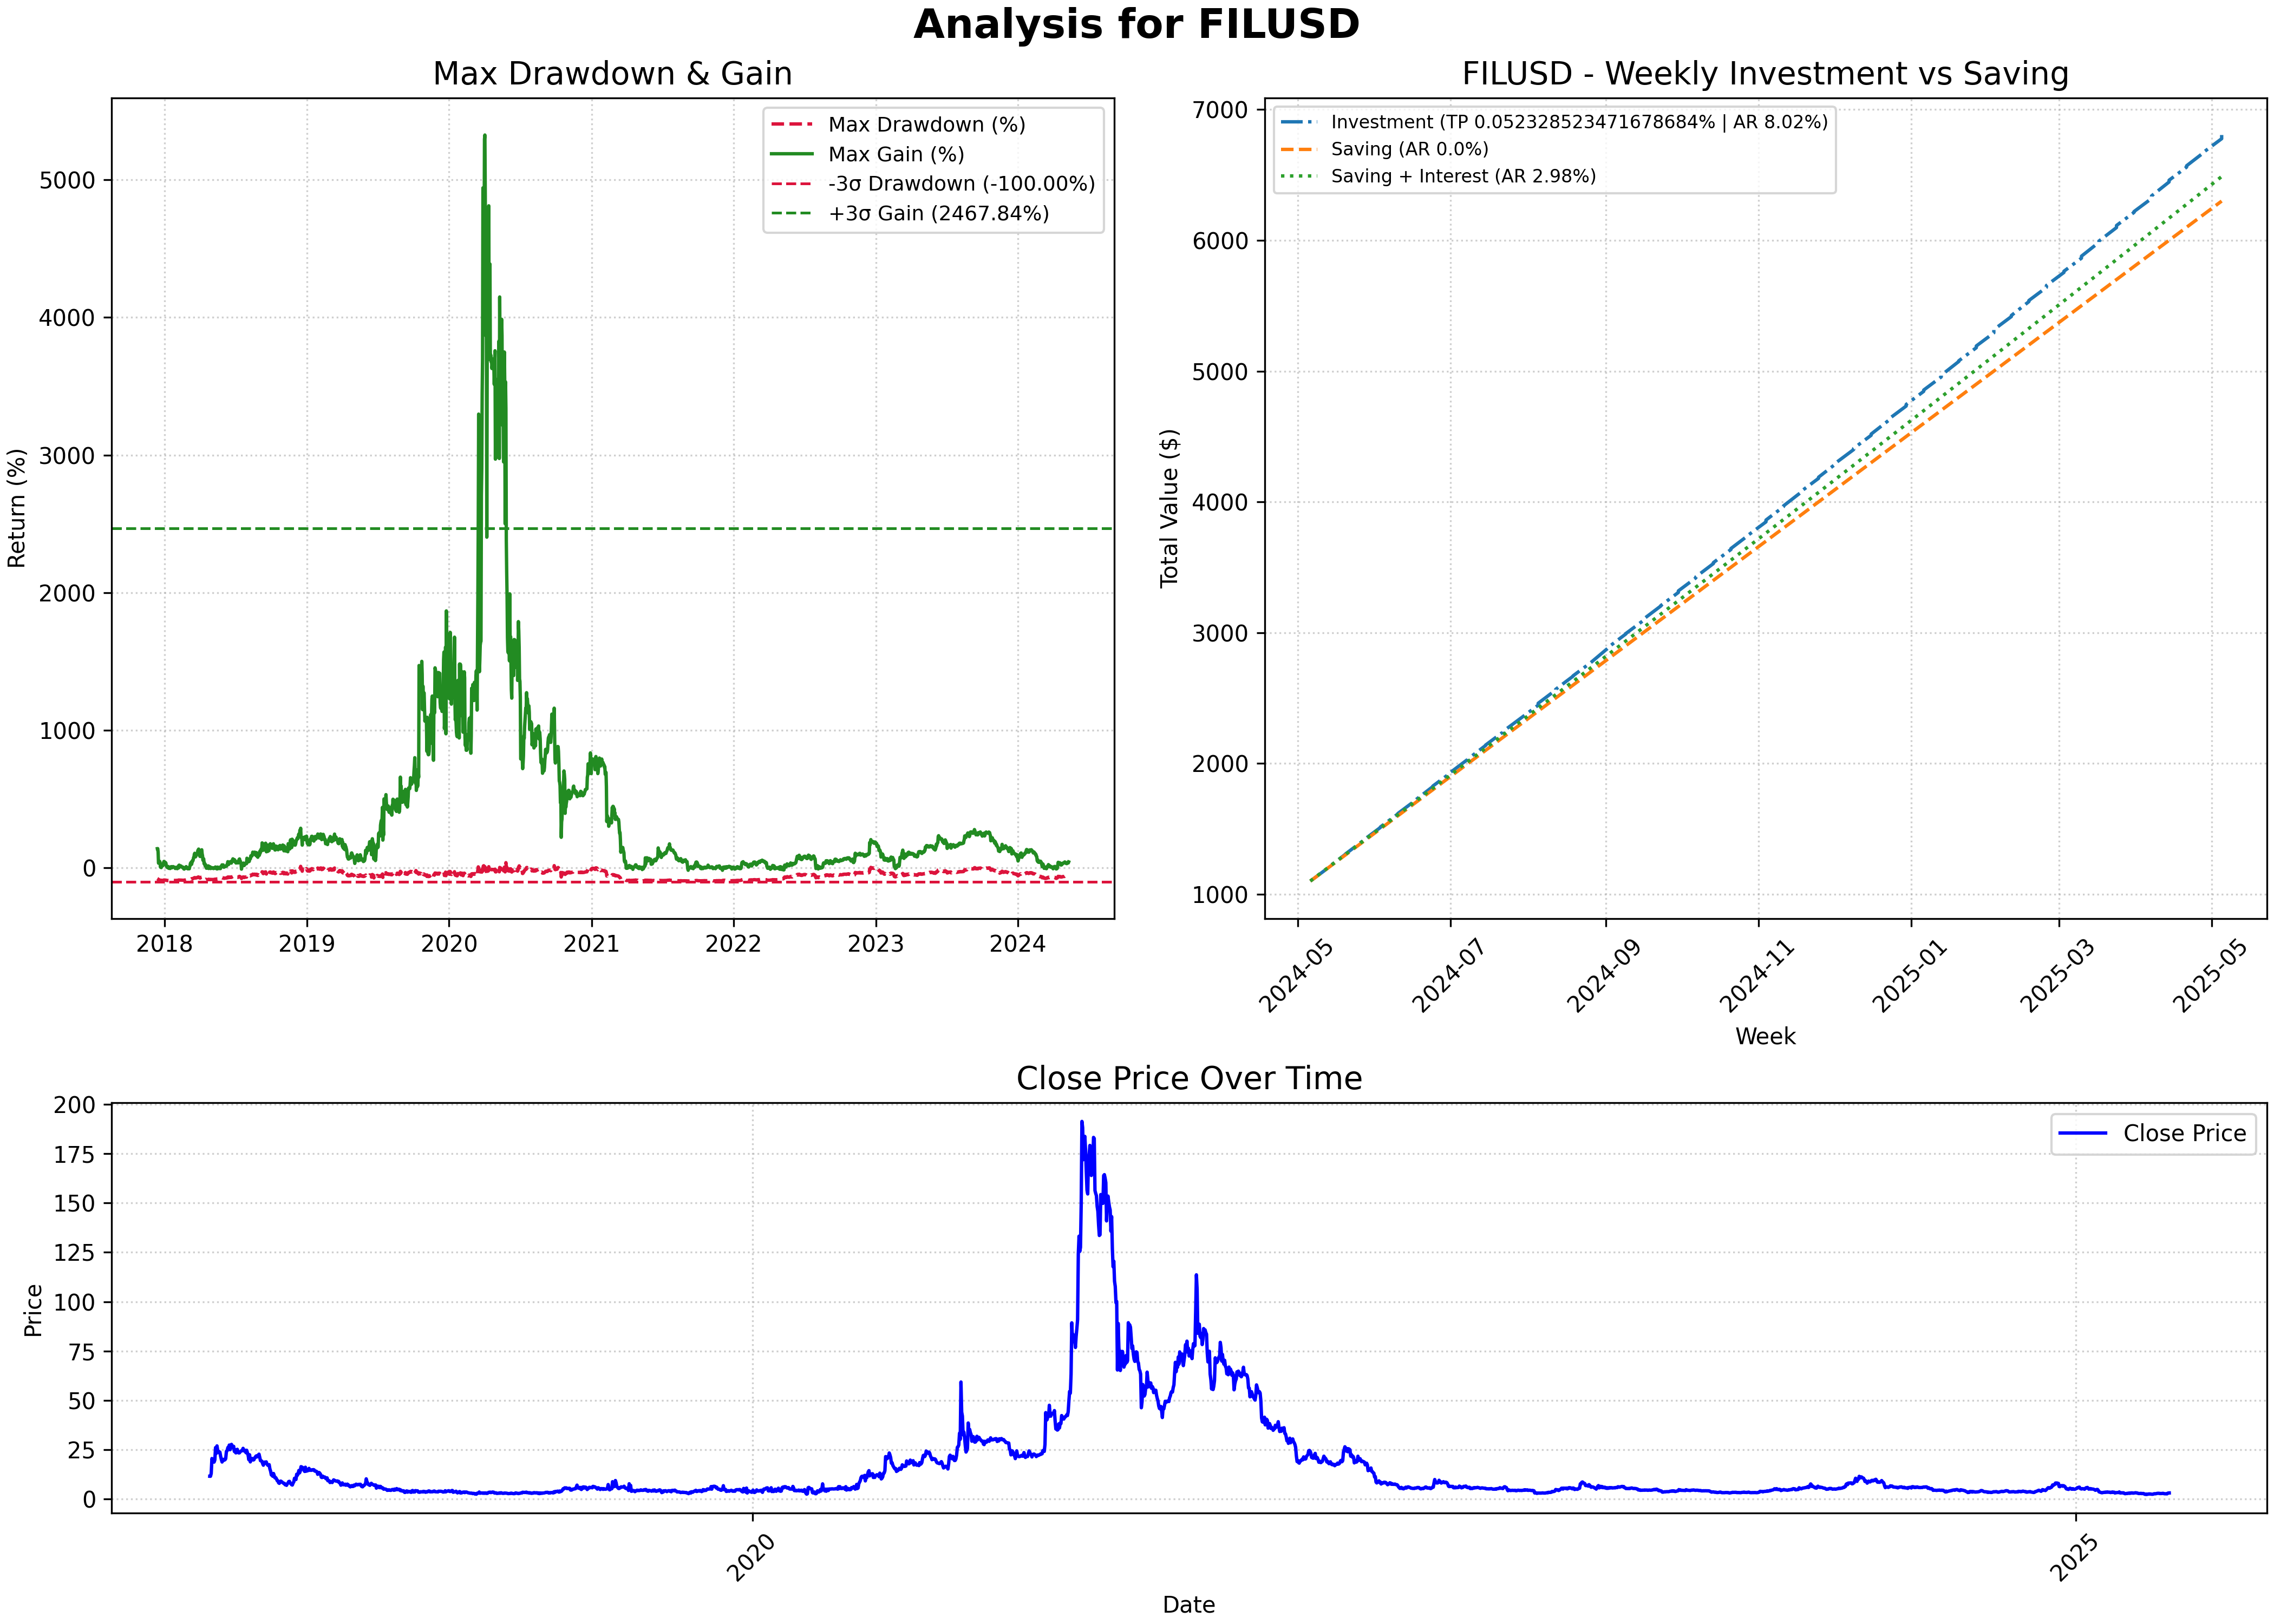 Analysis for FILUSD
Max Drawdown & Gain
Return (%)
5000
4000
3000
2000
1000
0
2018 2019 2020 2021 2022 2023 2024
Max Drawdown (%)
Max Gain (%)
-3σ Drawdown (-100.00%)
+3σ Gain (2467.84%)
FILUSD - Weekly Investment vs Saving
Total Value ($)
7000
6000
5000
4000
3000
2000
1000
2024-05 2024-07 2024-09 2024-11 2025-01 2025-03 2025-05
Week
Investment (TP 0.052328523471678684% | AR 8.02%)
Saving (AR 0.0%)
Saving + Interest (AR 2.98%)
Close Price Over Time
Price
200
175
150
125
100
75
50
25
0
2020 2025
Date
Close Price